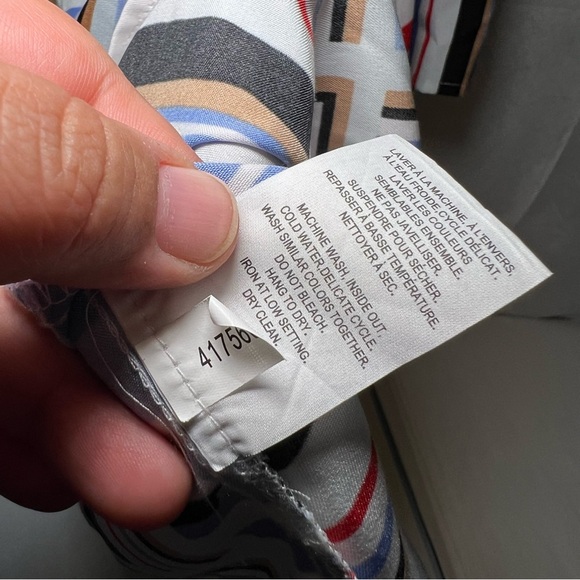 LAVER À LA MACHINE, À L'ENVERS,
À L'EAU FROIDE, CYCLE DÉLICAT,
LAVER LES COULEURS
SEMBLABLES ENSEMBLE.
NE PAS JAVELLISER.
SUSPENDRE POUR SÉCHER.
REPASSER À BASSE TEMPÉRATURE.
NETTOYER À SEC.
MACHINE WASH, INSIDE OUT,
COLD WATER, DELICATE CYCLE,
WASH SIMILAR COLORS TOGETHER.
DO NOT BLEACH.
HANG TO DRY.
IRON AT LOW SETTING.
DRY CLEAN.